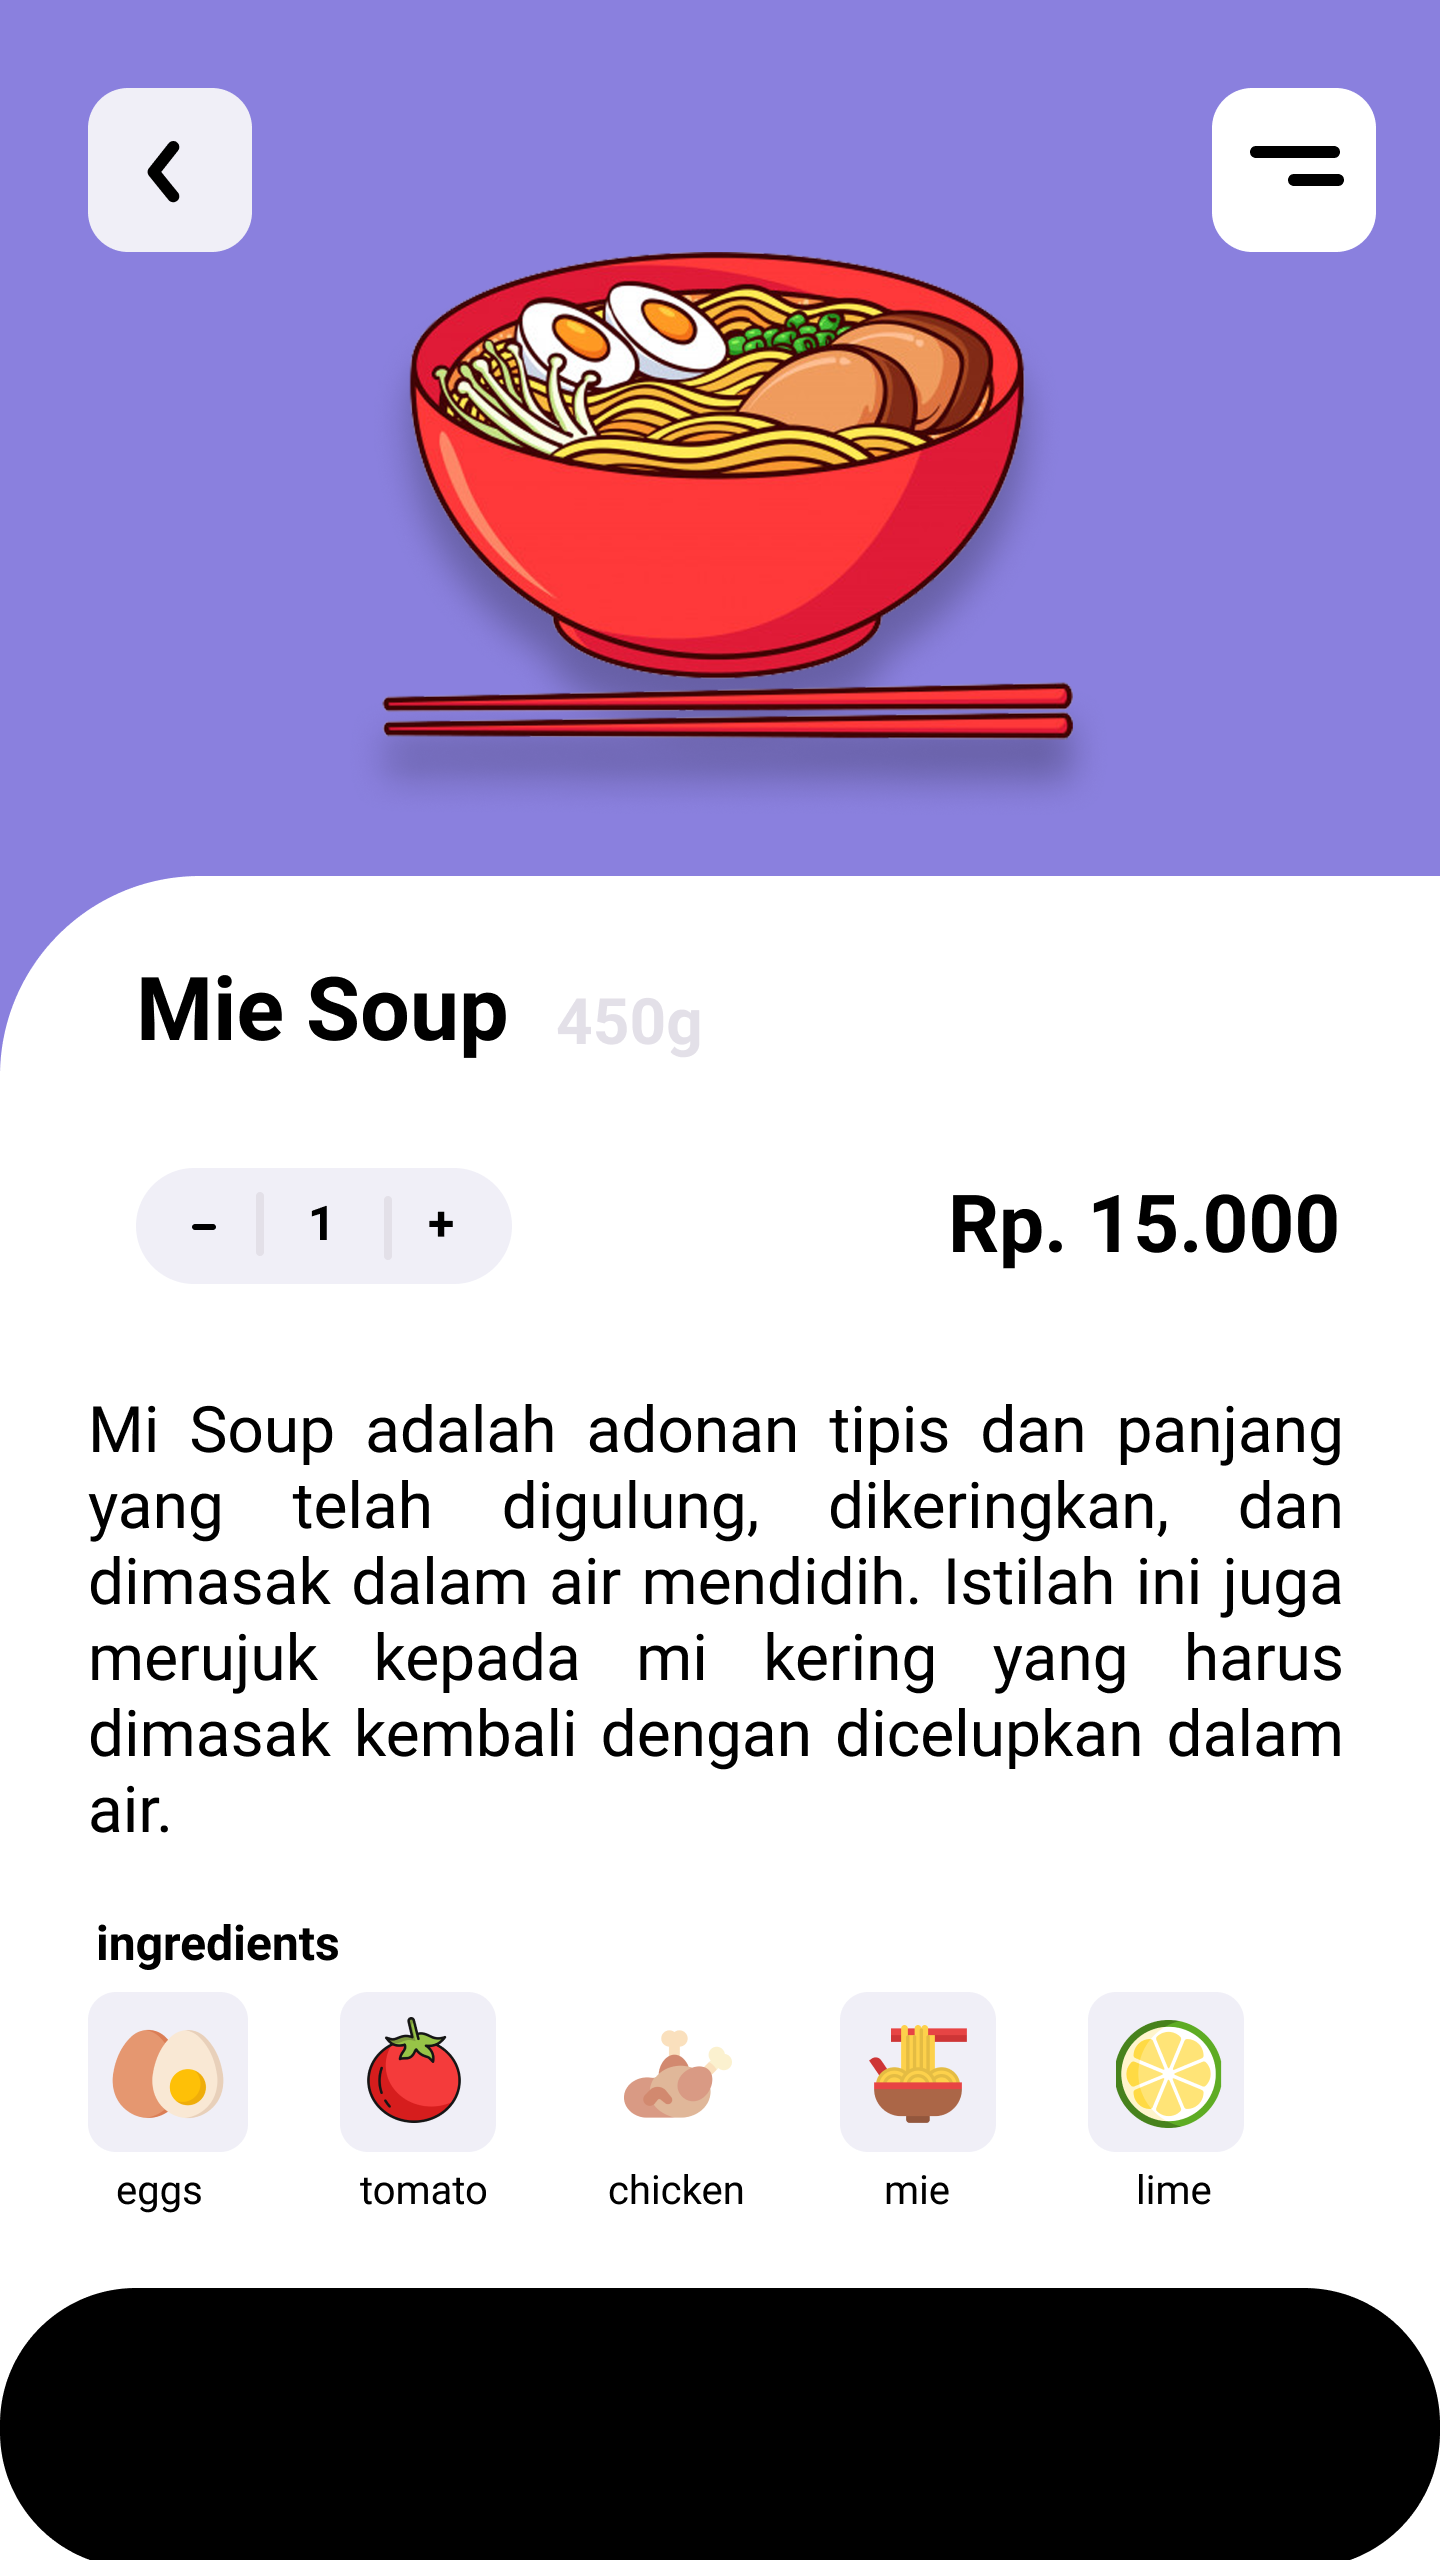 Mie Soup 450g
– 1 + Rp. 15.000
Mi Soup adalah adonan tipis dan panjang
yang telah digulung, dikeringkan, dan
dimasak dalam air mendidih. Istilah ini juga
merujuk kepada mi kering yang harus
dimasak kembali dengan dicelupkan dalam
air.
ingredients
eggs tomato chicken mie lime